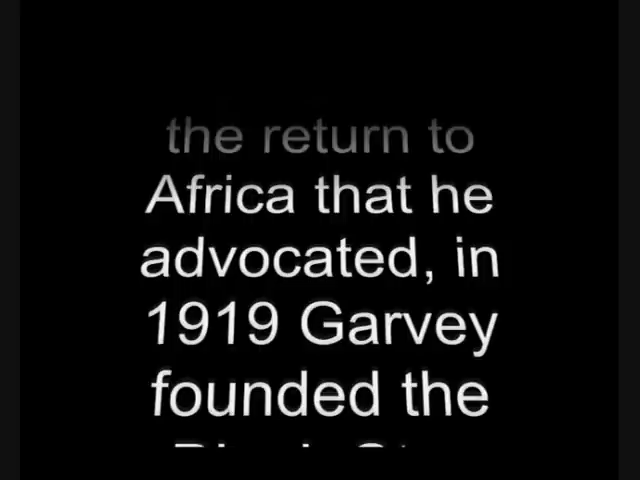 the return to
Africa that he
advocated, in
1919 Garvey
founded the